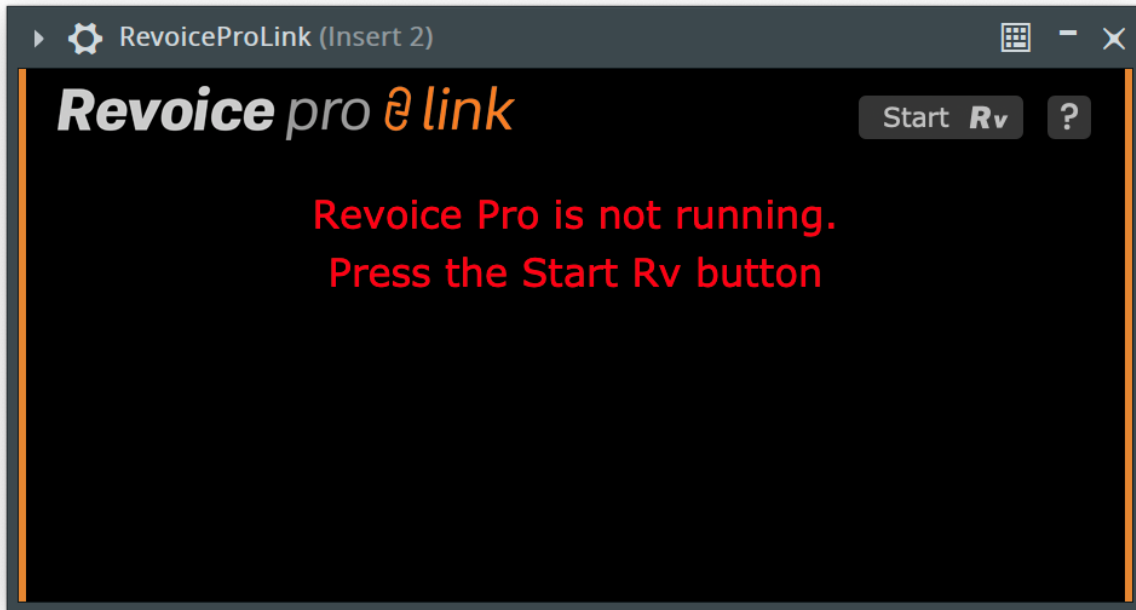 RevoiceProLink (Insert 2)
Revoice pro link
Start Rv
?
Revoice Pro is not running.
Press the Start Rv button